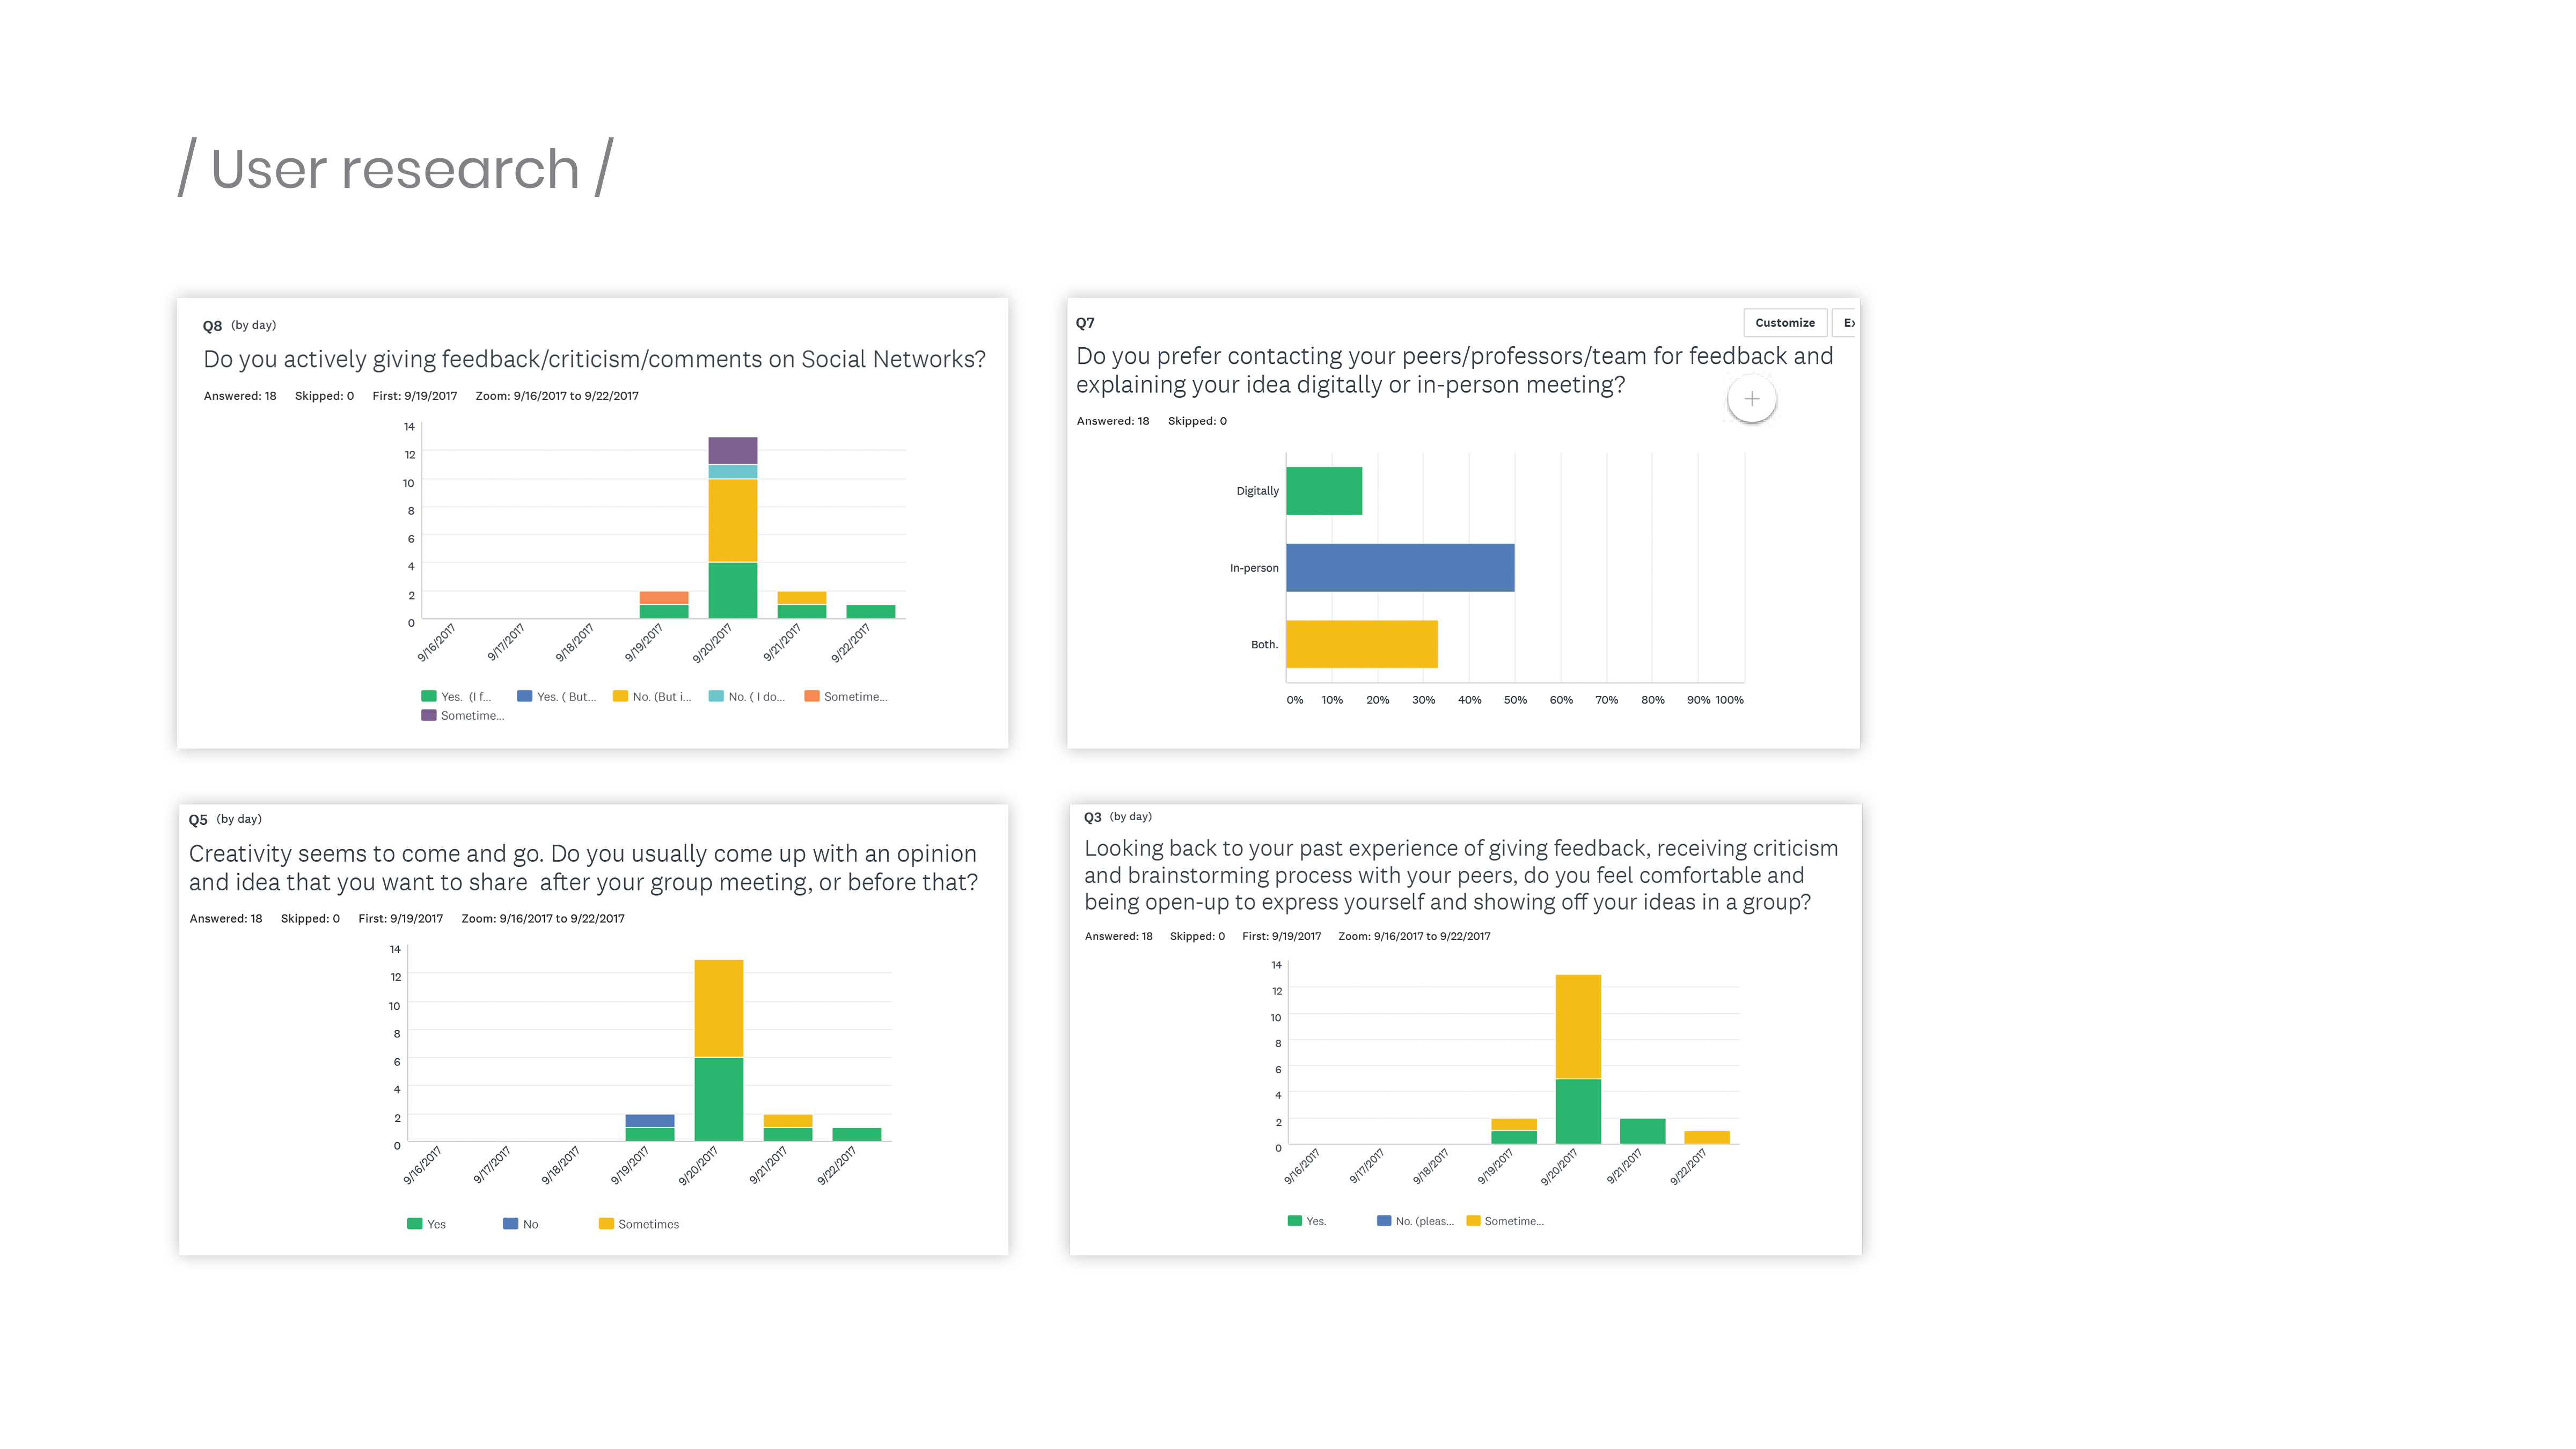 / User research /
Q8 (by day)
Do you actively giving feedback/criticism/comments on Social Networks?
Answered: 18 Skipped: 0 First: 9/19/2017 Zoom: 9/16/2017 to 9/22/2017
14
12
10
8
6
4
2
0
9/16/2017 9/17/2017 9/18/2017 9/19/2017 9/20/2017 9/21/2017 9/22/2017
Yes. (I f... Yes. ( But... No. (But i... No. ( I do... Sometime...
Sometime...
Q7
Customize Ex
Do you prefer contacting your peers/professors/team for feedback and
explaining your idea digitally or in-person meeting?
Answered: 18 Skipped: 0
Digitally
In-person
Both.
0% 10% 20% 30% 40% 50% 60% 70% 80% 90% 100%
Q5 (by day)
Creativity seems to come and go. Do you usually come up with an opinion
and idea that you want to share after your group meeting, or before that?
Answered: 18 Skipped: 0 First: 9/19/2017 Zoom: 9/16/2017 to 9/22/2017
14
12
10
8
6
4
2
0
9/16/2017 9/17/2017 9/18/2017 9/19/2017 9/20/2017 9/21/2017 9/22/2017
Yes No Sometimes
Q3 (by day)
Looking back to your past experience of giving feedback, receiving criticism
and brainstorming process with your peers, do you feel comfortable and
being open-up to express yourself and showing off your ideas in a group?
Answered: 18 Skipped: 0 First: 9/19/2017 Zoom: 9/16/2017 to 9/22/2017
14
12
10
8
6
4
2
0
9/16/2017 9/17/2017 9/18/2017 9/19/2017 9/20/2017 9/21/2017 9/22/2017
Yes. No. (pleas... Sometime...